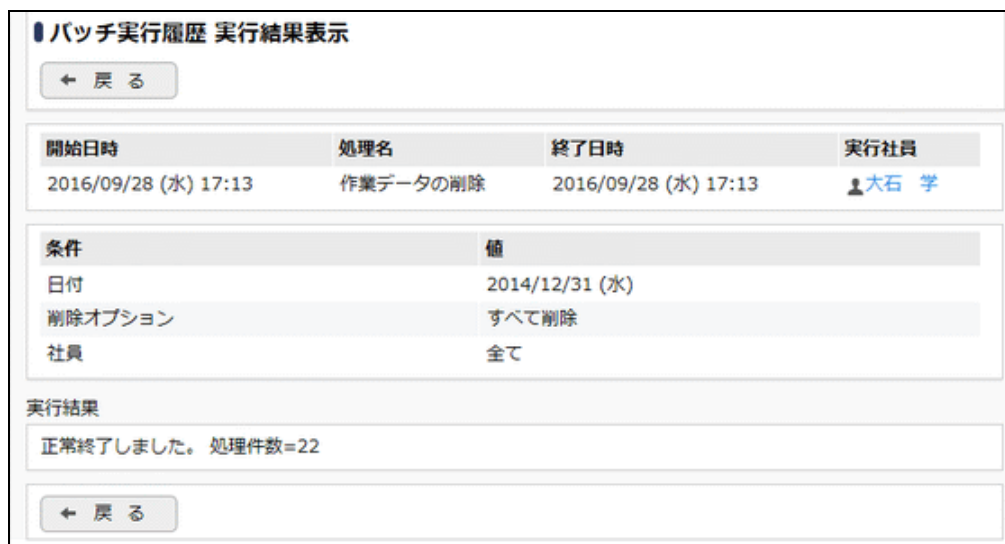 バッチ実行履歴 実行結果表示
← 戻 る
開始日時 処理名 終了日時 実行社員
2016/09/28 (水) 17:13 作業データの削除 2016/09/28 (水) 17:13 大石 学
条件 値
日付 2014/12/31 (水)
削除オプション すべて削除
社員 全て
実行結果
正常終了しました。 処理件数=22
← 戻 る